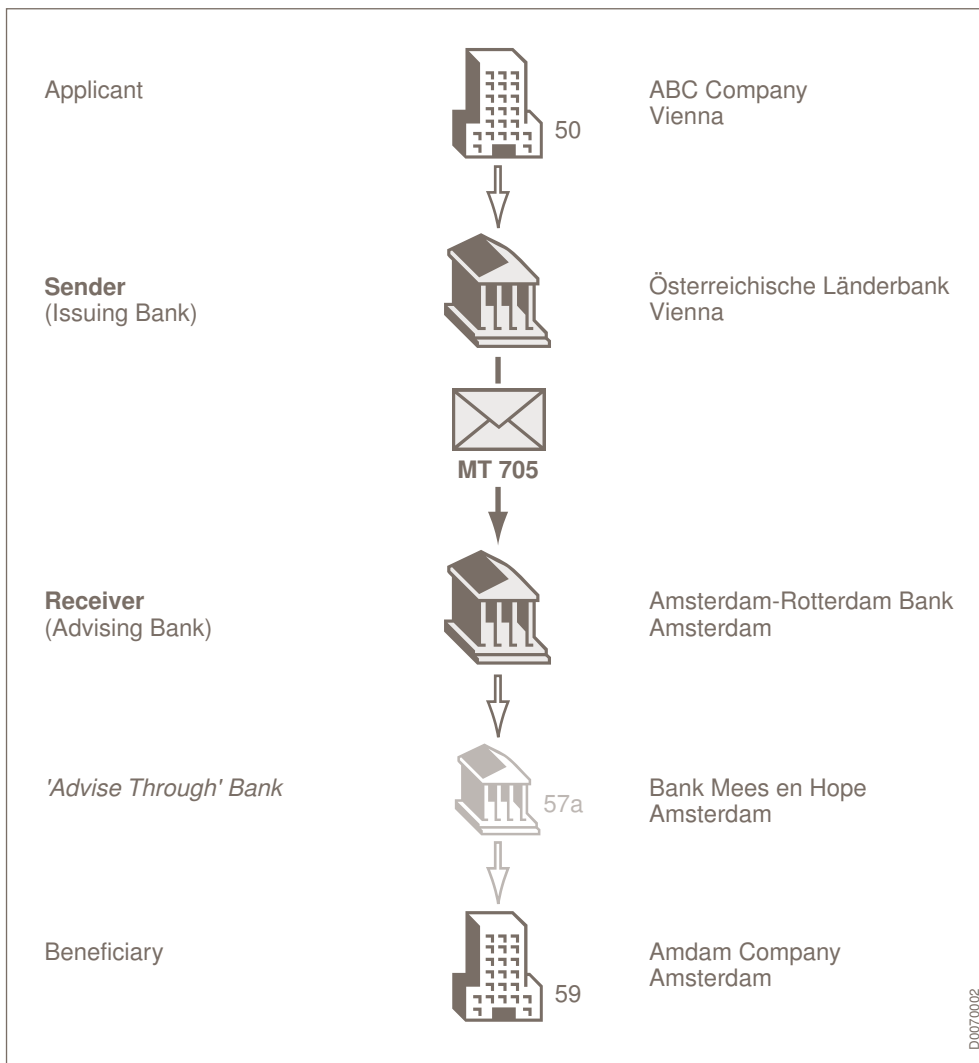 Applicant
50
ABC Company
Vienna
Sender
(Issuing Bank)
Österreichische Länderbank
Vienna
MT 705
Receiver
(Advising Bank)
Amsterdam-Rotterdam Bank
Amsterdam
'Advise Through' Bank
57a
Bank Mees en Hope
Amsterdam
Beneficiary
59
Amdam Company
Amsterdam
D0070002